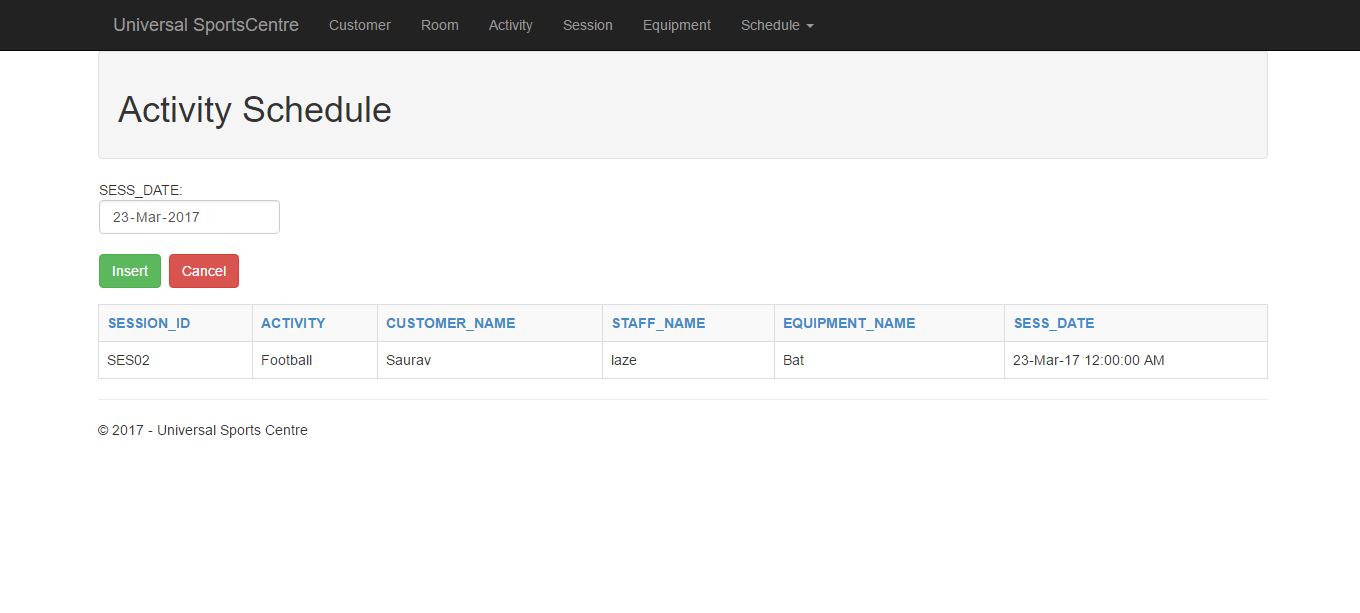 Universal SportsCentre Customer Room Activity Session Equipment Schedule
Activity Schedule
SESS_DATE:
23-Mar-2017
Insert Cancel
SESSION_ID ACTIVITY CUSTOMER_NAME STAFF_NAME EQUIPMENT_NAME SESS_DATE
SES02 Football Saurav laze Bat 23-Mar-17 12:00:00 AM
© 2017 - Universal Sports Centre